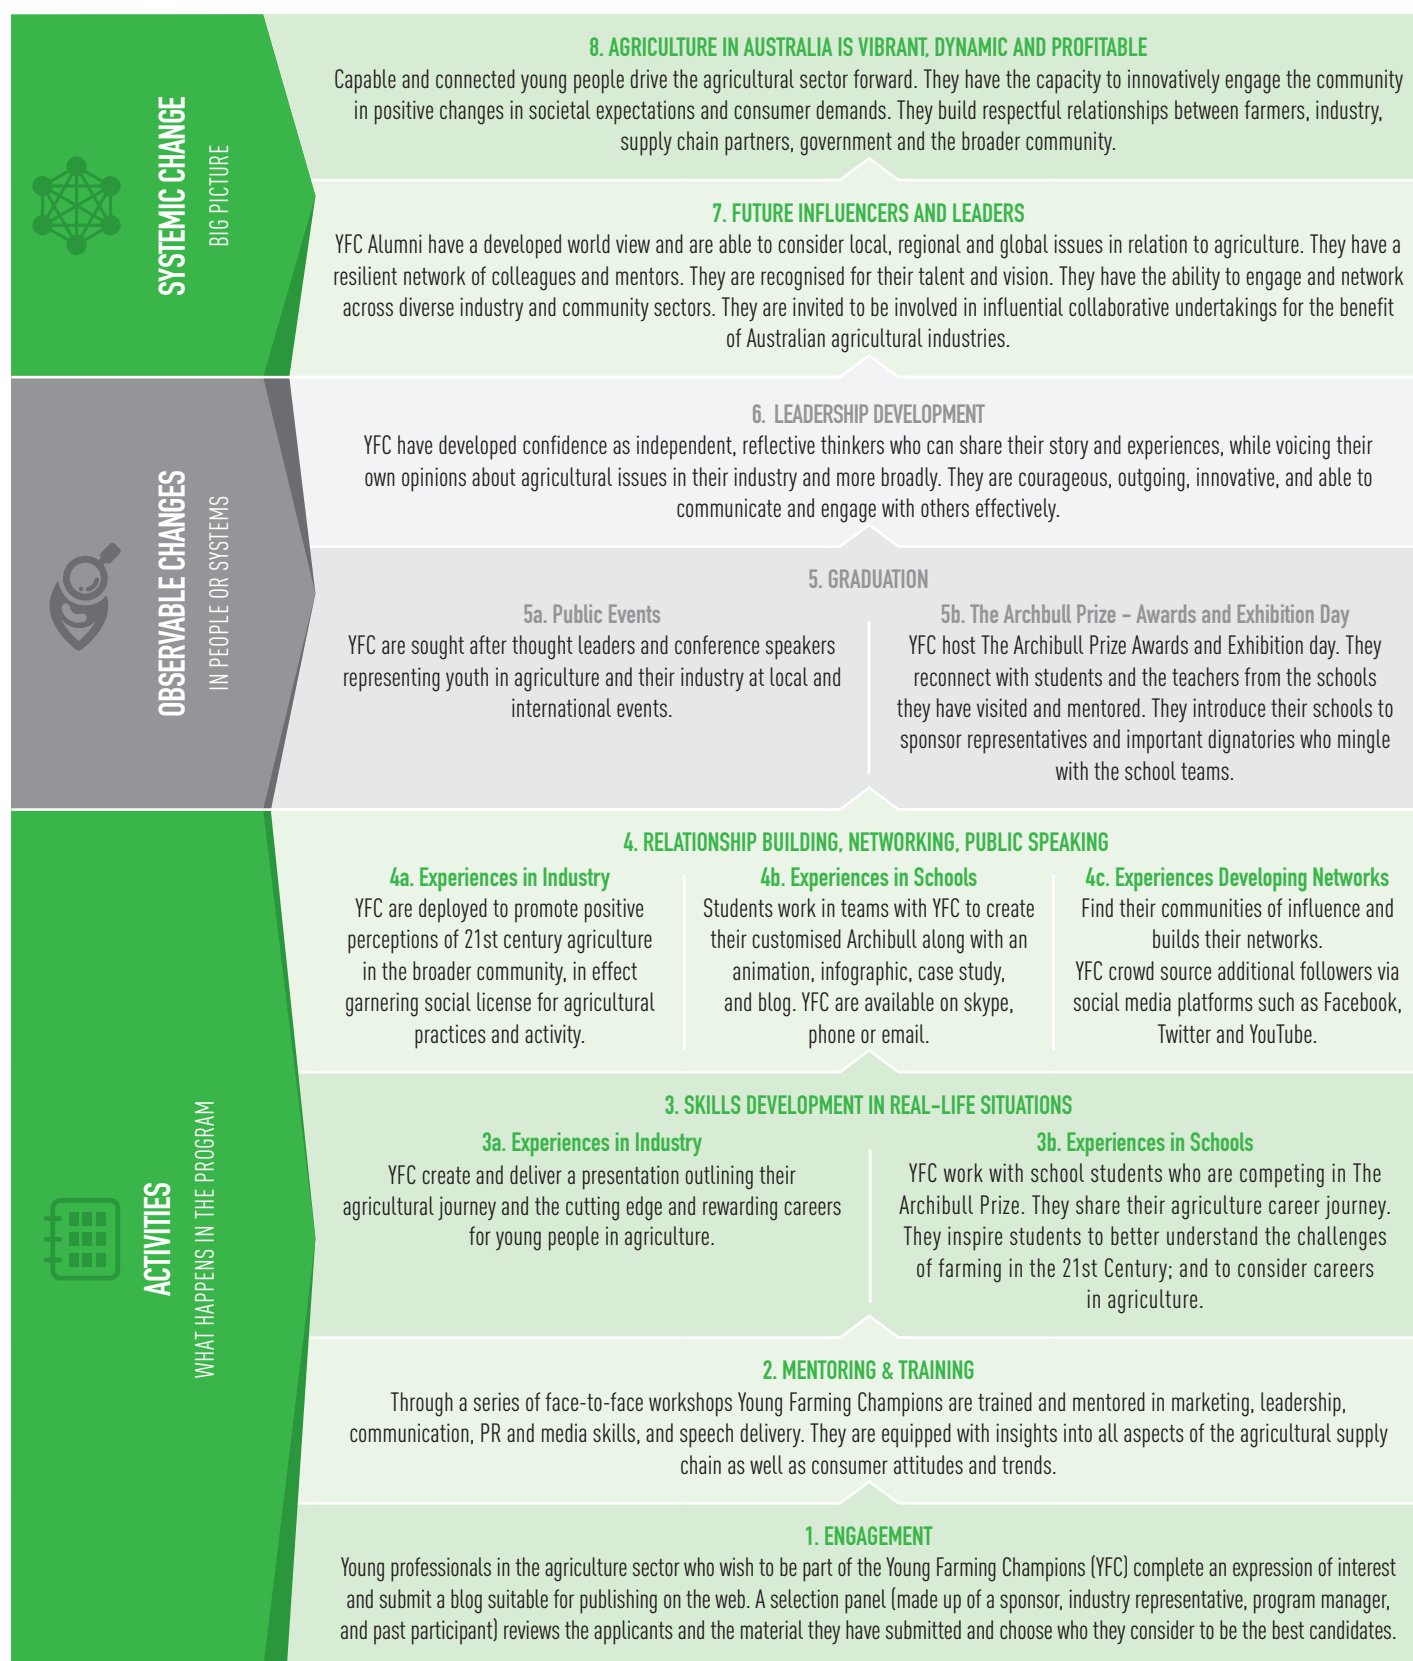 SYSTEMIC CHANGE
BIG PICTURE
8. AGRICULTURE IN AUSTRALIA IS VIBRANT, DYNAMIC AND PROFITABLE
Capable and connected young people drive the agricultural sector forward. They have the capacity to innovatively engage the community
in positive changes in societal expectations and consumer demands. They build respectful relationships between farmers, industry,
supply chain partners, government and the broader community.
7. FUTURE INFLUENCERS AND LEADERS
YFC Alumni have a developed world view and are able to consider local, regional and global issues in relation to agriculture. They have a
resilient network of colleagues and mentors. They are recognised for their talent and vision. They have the ability to engage and network
across diverse industry and community sectors. They are invited to be involved in influential collaborative undertakings for the benefit
of Australian agricultural industries.
OBSERVABLE CHANGES
IN PEOPLE OR SYSTEMS
6. LEADERSHIP DEVELOPMENT
YFC have developed confidence as independent, reflective thinkers who can share their story and experiences, while voicing their
own opinions about agricultural issues in their industry and more broadly. They are courageous, outgoing, innovative, and able to
communicate and engage with others effectively.
5. GRADUATION
5a. Public Events
YFC are sought after thought leaders and conference speakers
representing youth in agriculture and their industry at local and
international events.
5b. The Archbull Prize - Awards and Exhibition Day
YFC host The Archibull Prize Awards and Exhibition day. They
reconnect with students and the teachers from the schools
they have visited and mentored. They introduce their schools to
sponsor representatives and important dignatories who mingle
with the school teams.
ACTIVITIES
WHAT HAPPENS IN THE PROGRAM
4. RELATIONSHIP BUILDING, NETWORKING, PUBLIC SPEAKING
4a. Experiences in Industry
YFC are deployed to promote positive
perceptions of 21st century agriculture
in the broader community, in effect
garnering social license for agricultural
practices and activity.
4b. Experiences in Schools
Students work in teams with YFC to create
their customised Archibull along with an
animation, infographic, case study,
and blog. YFC are available on skype,
phone or email.
4c. Experiences Developing Networks
Find their communities of influence and
builds their networks.
YFC crowd source additional followers via
social media platforms such as Facebook,
Twitter and YouTube.
3. SKILLS DEVELOPMENT IN REAL-LIFE SITUATIONS
3a. Experiences in Industry
YFC create and deliver a presentation outlining their
agricultural journey and the cutting edge and rewarding careers
for young people in agriculture.
3b. Experiences in Schools
YFC work with school students who are competing in The
Archibull Prize. They share their agriculture career journey.
They inspire students to better understand the challenges
of farming in the 21st Century; and to consider careers
in agriculture.
2. MENTORING & TRAINING
Through a series of face-to-face workshops Young Farming Champions are trained and mentored in marketing, leadership,
communication, PR and media skills, and speech delivery. They are equipped with insights into all aspects of the agricultural supply
chain as well as consumer attitudes and trends.
1. ENGAGEMENT
Young professionals in the agriculture sector who wish to be part of the Young Farming Champions (YFC) complete an expression of interest
and submit a blog suitable for publishing on the web. A selection panel (made up of a sponsor, industry representative, program manager,
and past participant) reviews the applicants and the material they have submitted and choose who they consider to be the best candidates.